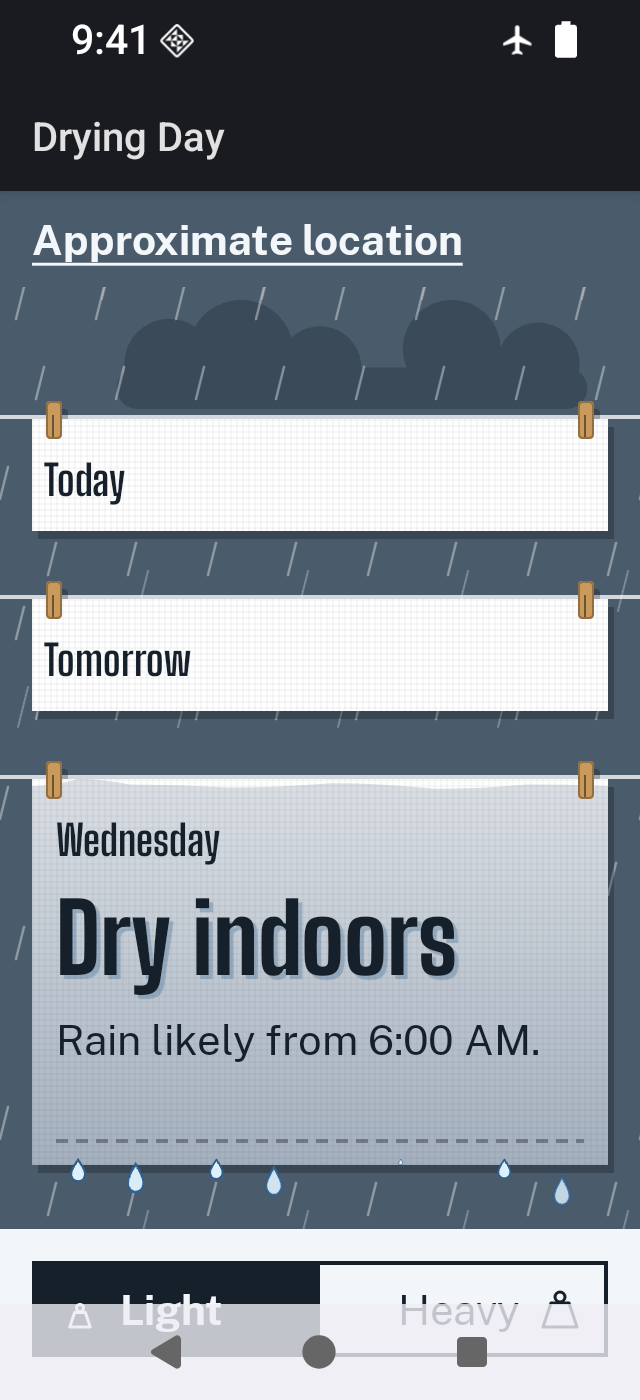 9:41
Drying Day
Approximate location
Today
Tomorrow
Wednesday
Dry indoors
Rain likely from 6:00 AM.
Light
Heavy